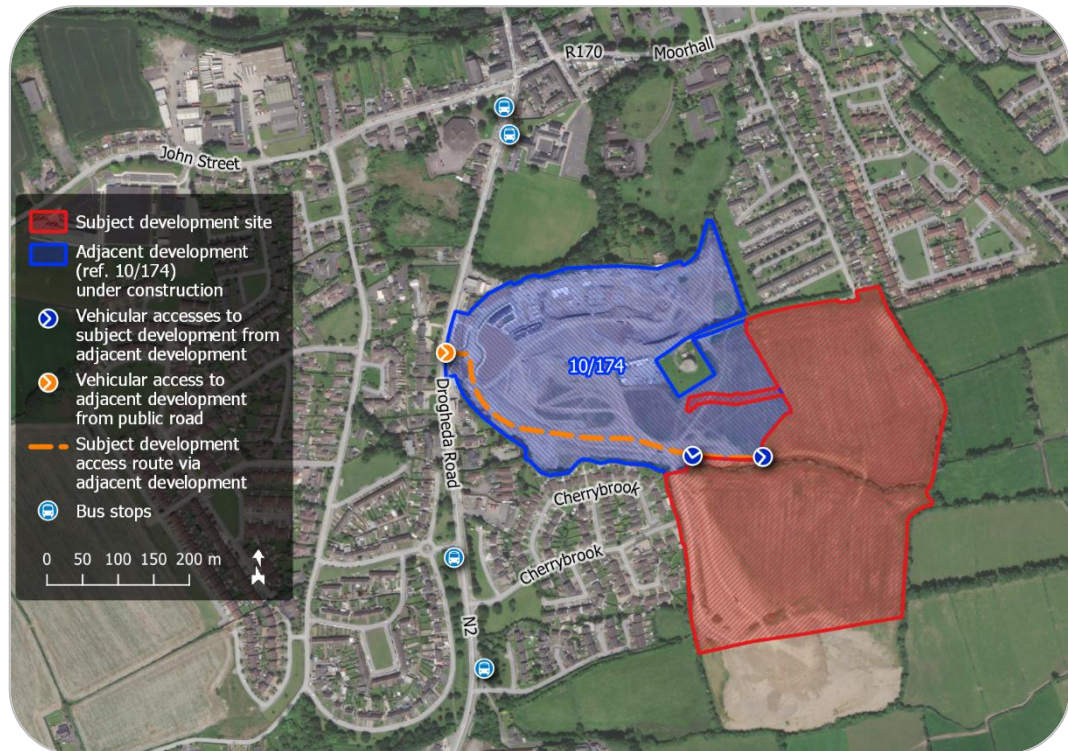 R170
Moorhall
John Street
Subject development site
Adjacent development
(ref. 10/174)
under construction
Vehicular accesses to
subject development from
adjacent development
Vehicular access to
adjacent development
from public road
Subject development
access route via
adjacent development
Bus stops
0 50 100 150 200 m
10/174
Drogheda Road
Cherrybrook
Cherrybrook
N2